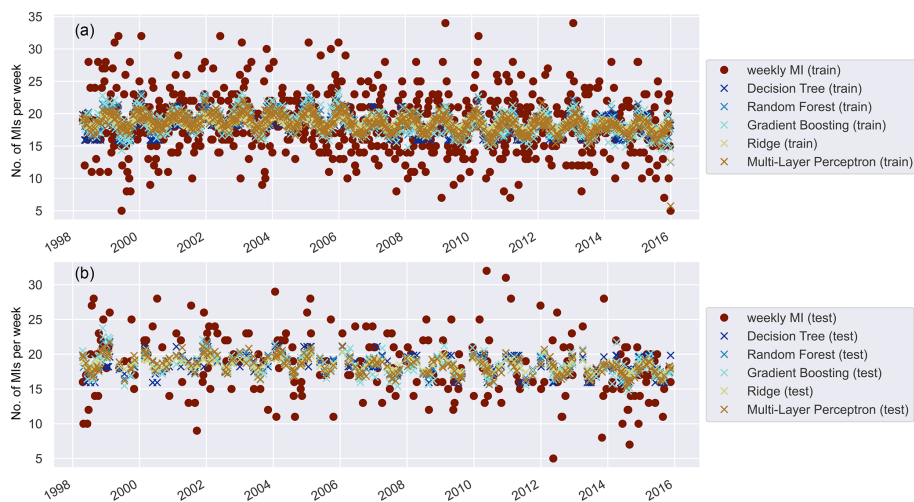 (a)
35
30
25
20
15
10
5
No. of MIs per week
1998
2000
2002
2004
2006
2008
2010
2012
2014
2016
weekly MI (train)
Decision Tree (train)
Random Forest (train)
Gradient Boosting (train)
Ridge (train)
Multi-Layer Perceptron (train)
(b)
30
25
20
15
10
5
No. of MIs per week
1998
2000
2002
2004
2006
2008
2010
2012
2014
2016
weekly MI (test)
Decision Tree (test)
Random Forest (test)
Gradient Boosting (test)
Ridge (test)
Multi-Layer Perceptron (test)